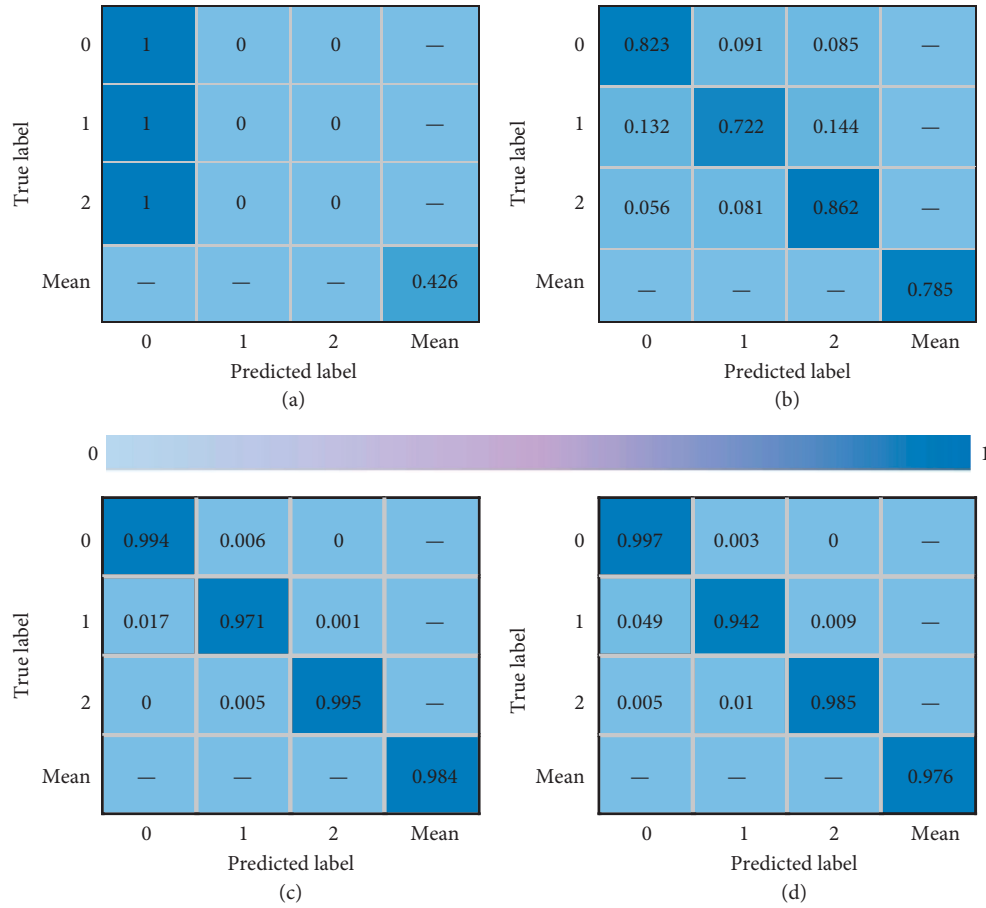 0 1 0 0 —
1 1 0 0 —
2 1 0 0 —
Mean — — — 0.426
0 1 2 Mean
True label
Predicted label
(a)
0 0.823 0.091 0.085 —
1 0.132 0.722 0.144 —
2 0.056 0.081 0.862 —
Mean — — — 0.785
0 1 2 Mean
True label
Predicted label
(b)
0 1
0 0.994 0.006 0 —
1 0.017 0.971 0.001 —
2 0 0.005 0.995 —
Mean — — — 0.984
0 1 2 Mean
True label
Predicted label
(c)
0 0.997 0.003 0 —
1 0.049 0.942 0.009 —
2 0.005 0.01 0.985 —
Mean — — — 0.976
0 1 2 Mean
True label
Predicted label
(d)